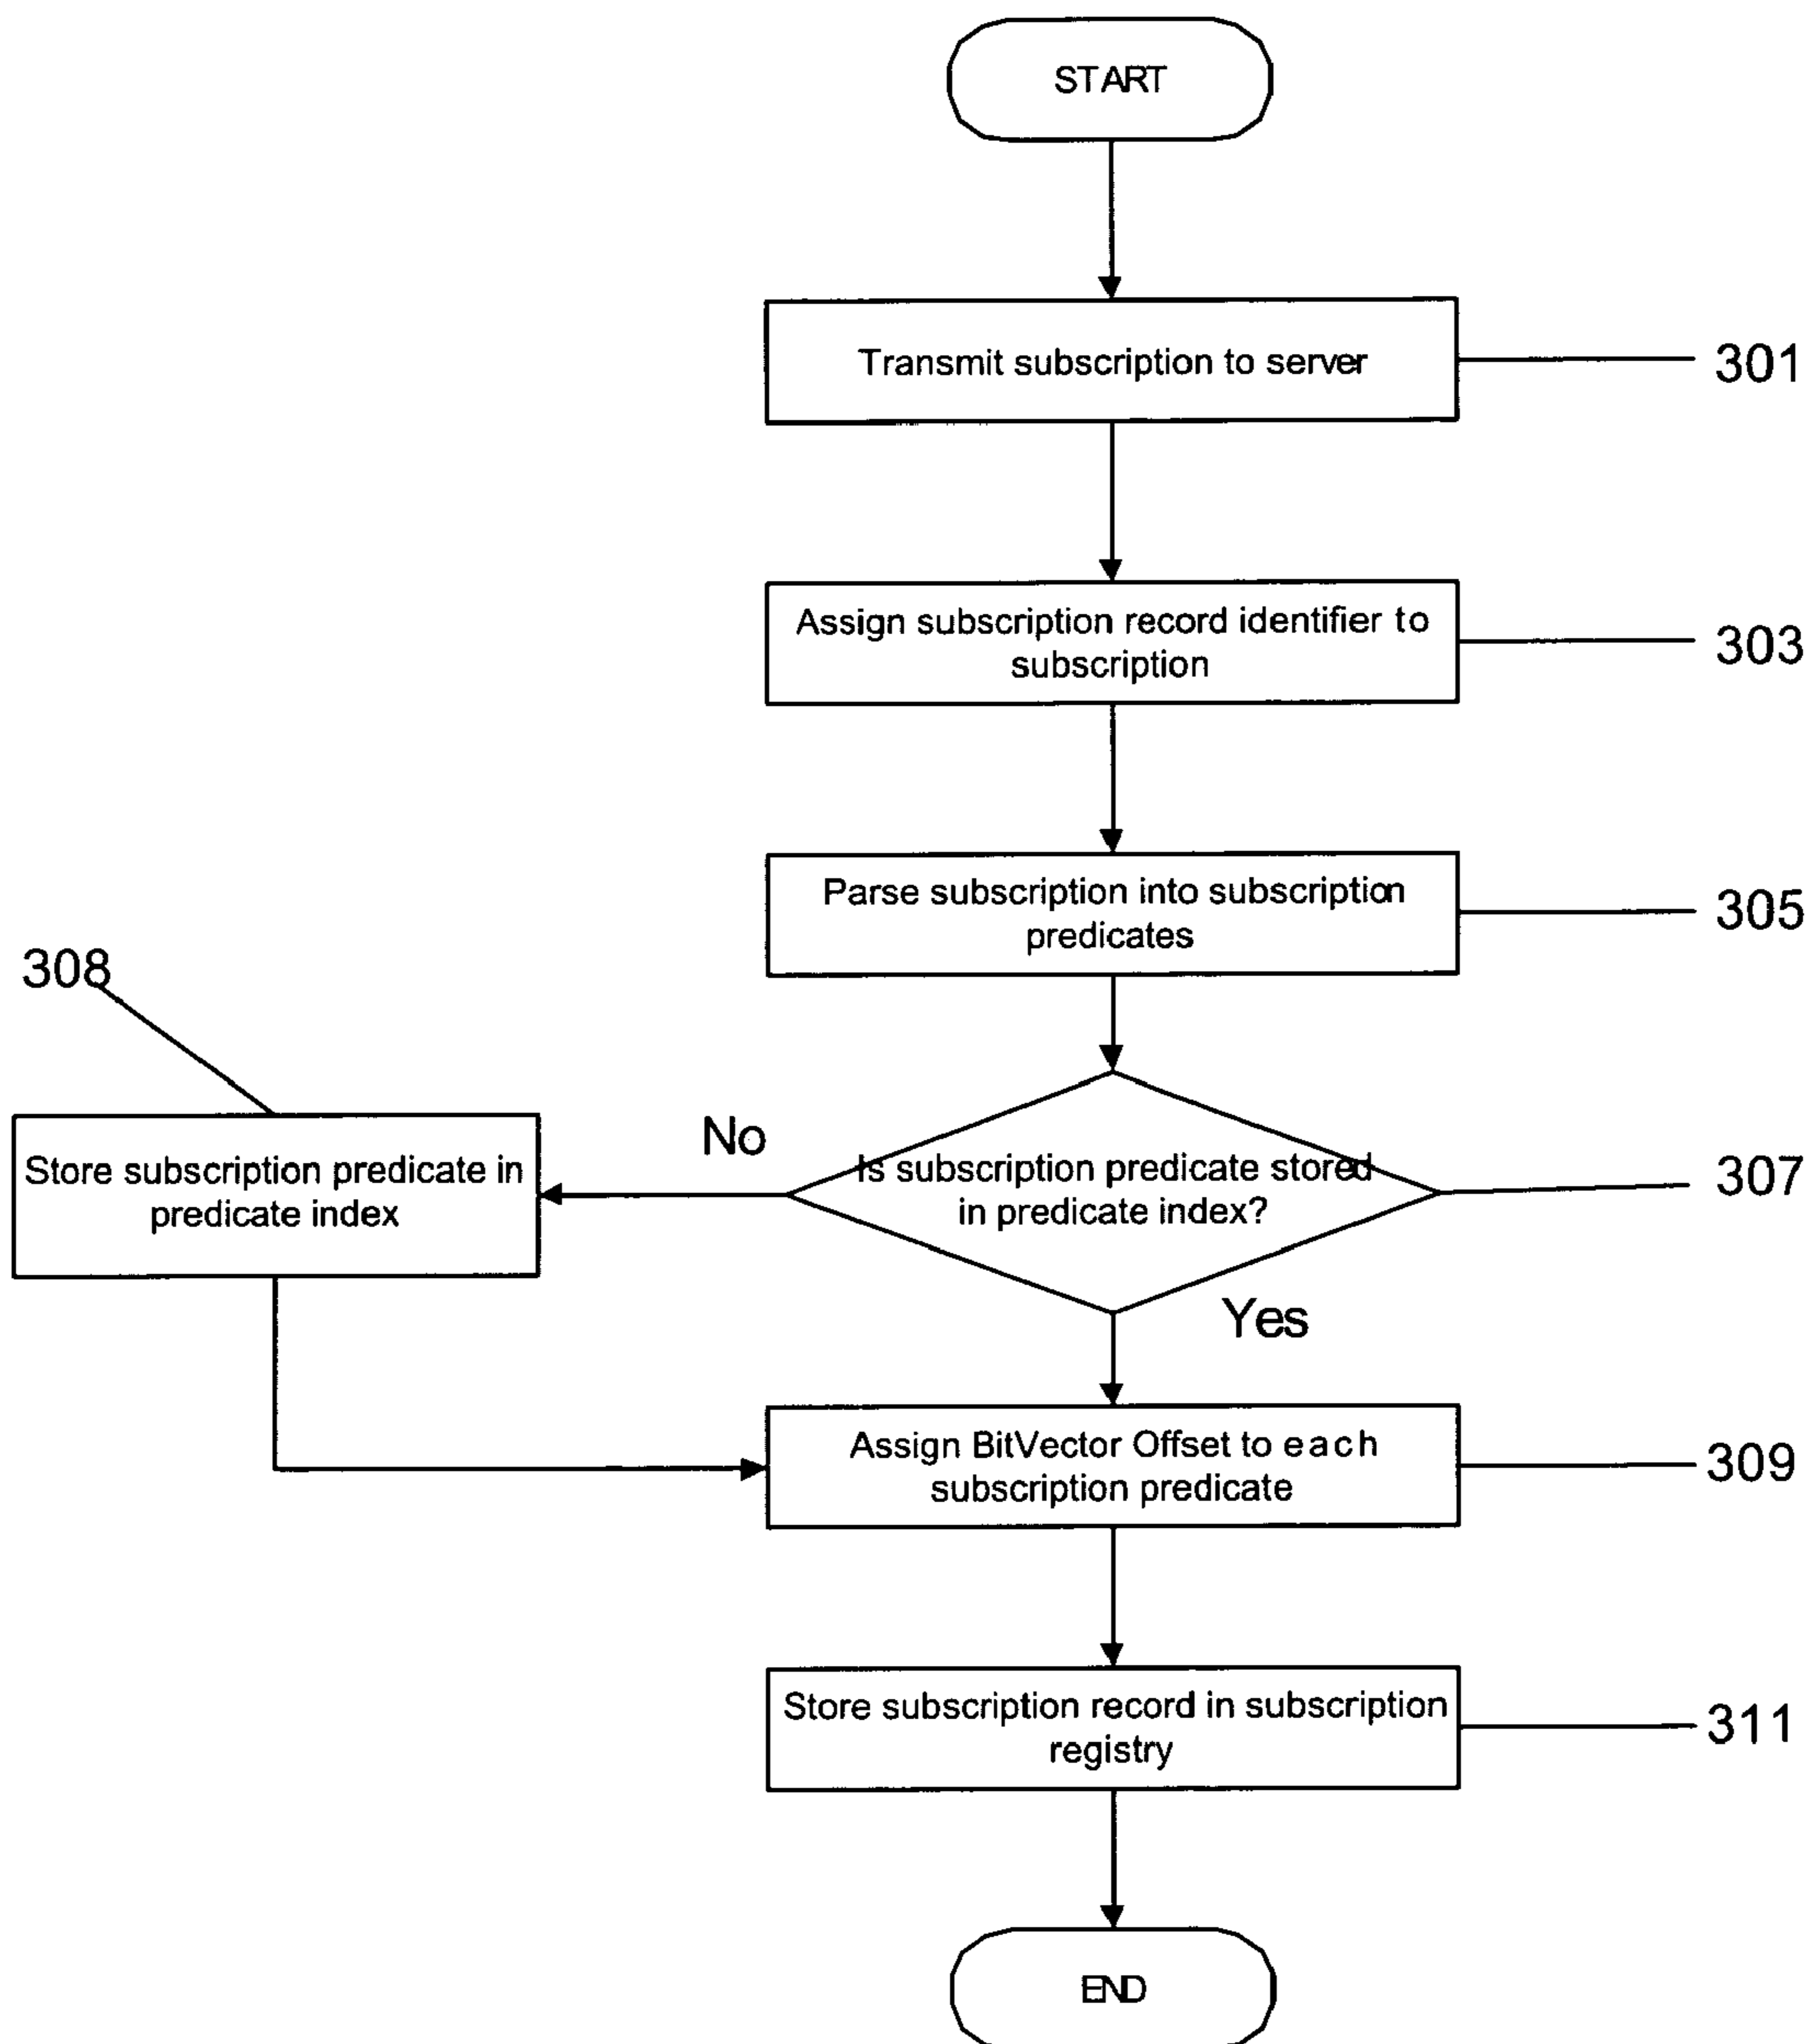 START
Transmit subscription to server
301
Assign subscription record identifier to
subscription
303
Parse subscription into subscription
predicates
305
308
Store subscription predicate in
predicate index
No
Is subscription predicate stored
in predicate index?
307
Yes
Assign BitVector Offset to each
subscription predicate
309
Store subscription record in subscription
registry
311
END